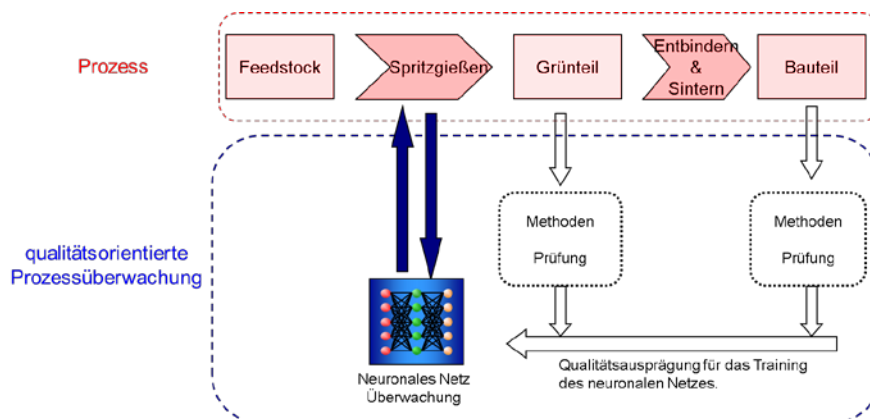 Prozess
Feedstock
Spritzgießen
Grünteil
Entbindern
&
Sintern
Bauteil
qualitätsorientierte
Prozessüberwachung
Methoden
Prüfung
Methoden
Prüfung
Neuronales Netz
Überwachung
Qualitätsausprägung für das Training
des neuronalen Netzes.